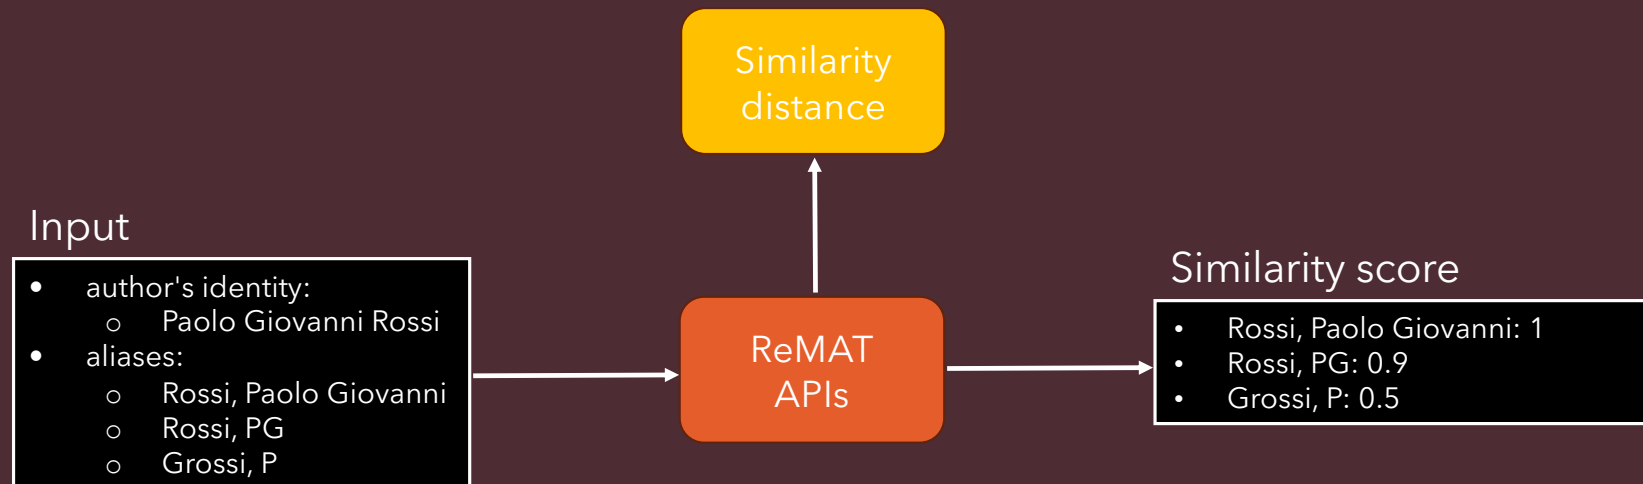 Similarity
distance
Input
• author's identity:
○ Paolo Giovanni Rossi
• aliases:
○ Rossi, Paolo Giovanni
○ Rossi, PG
○ Grossi, P
ReMAT
APIs
Similarity score
• Rossi, Paolo Giovanni: 1
• Rossi, PG: 0.9
• Grossi, P: 0.5